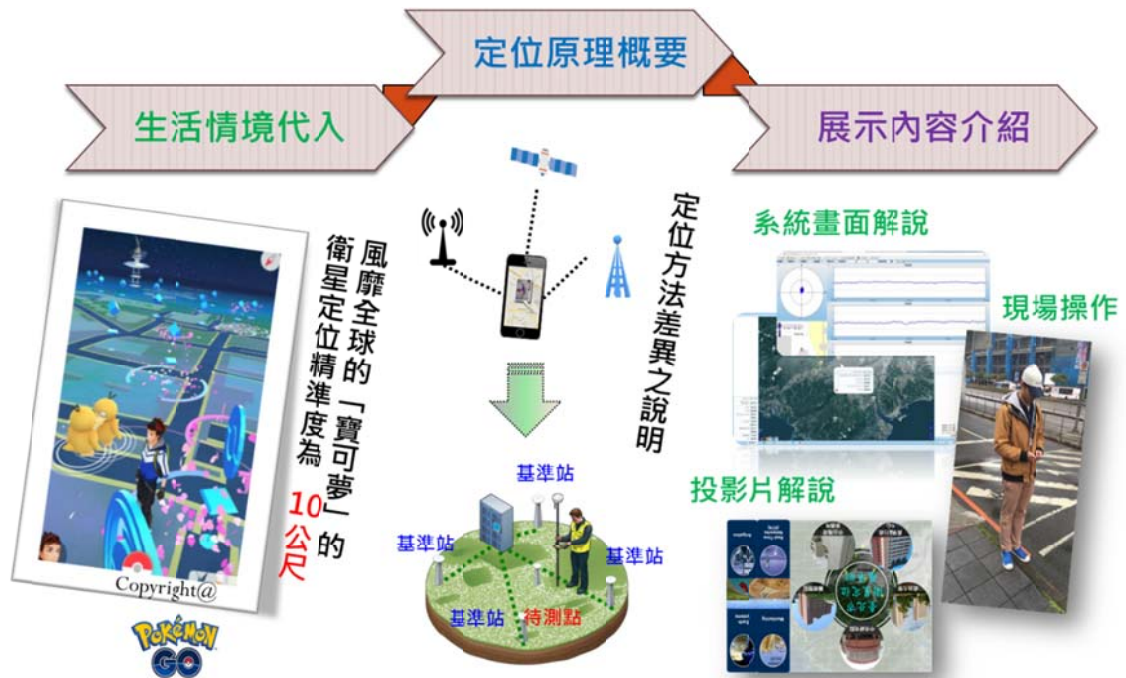 定位原理概要
生活情境代入
展示內容介紹
風靡全球的「寶可夢」的
衛星定位精準度為
10公尺
Copyright@
POKÉMON
GO
定位方法差異之說明
基準站
基準站
基準站
基準站
待測點
系統畫面解說
現場操作
投影片解說